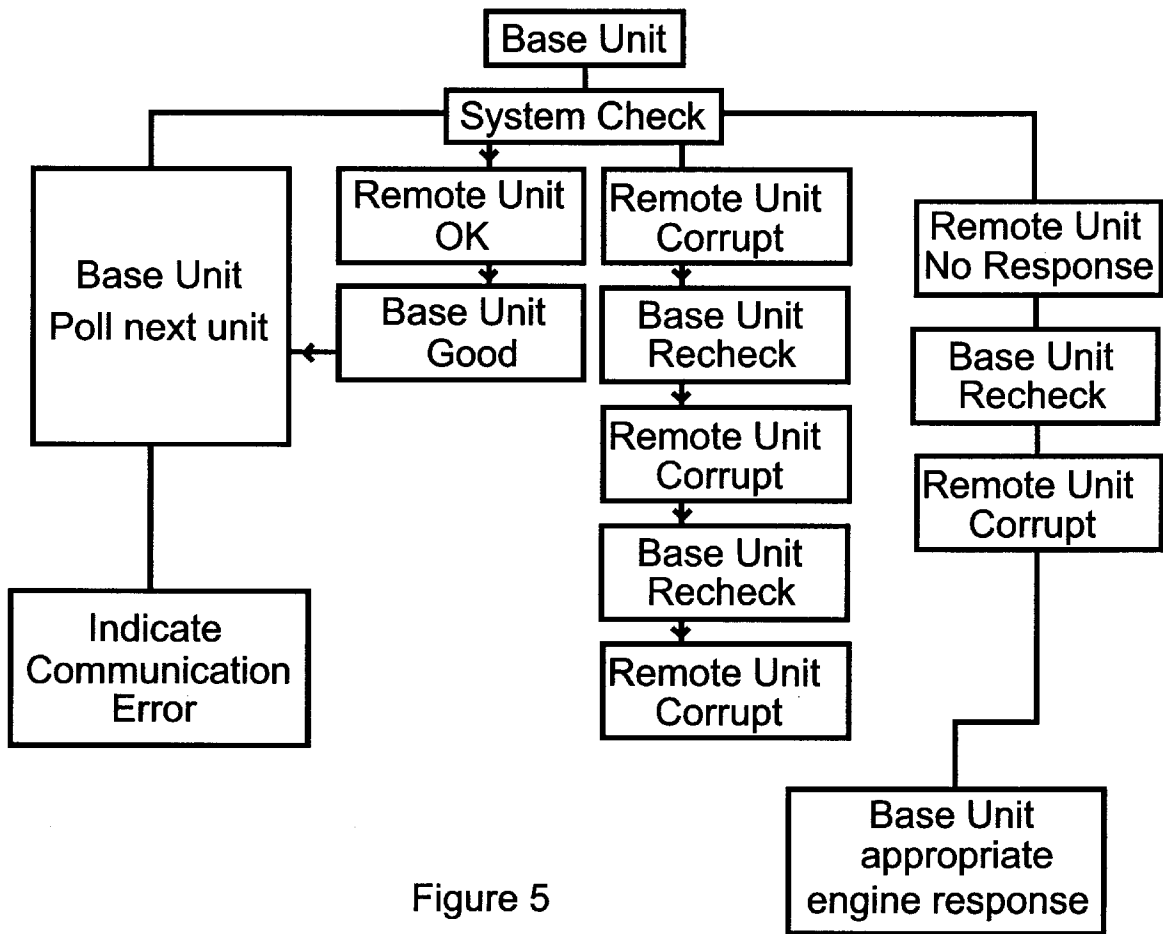 Base Unit
System Check
Base Unit
Poll next unit
Indicate
Communication
Error
Remote Unit
OK
Base Unit
Good
Remote Unit
Corrupt
Base Unit
Recheck
Remote Unit
Corrupt
Base Unit
Recheck
Remote Unit
Corrupt
Remote Unit
No Response
Base Unit
Recheck
Remote Unit
Corrupt
Base Unit
appropriate
engine response
Figure 5